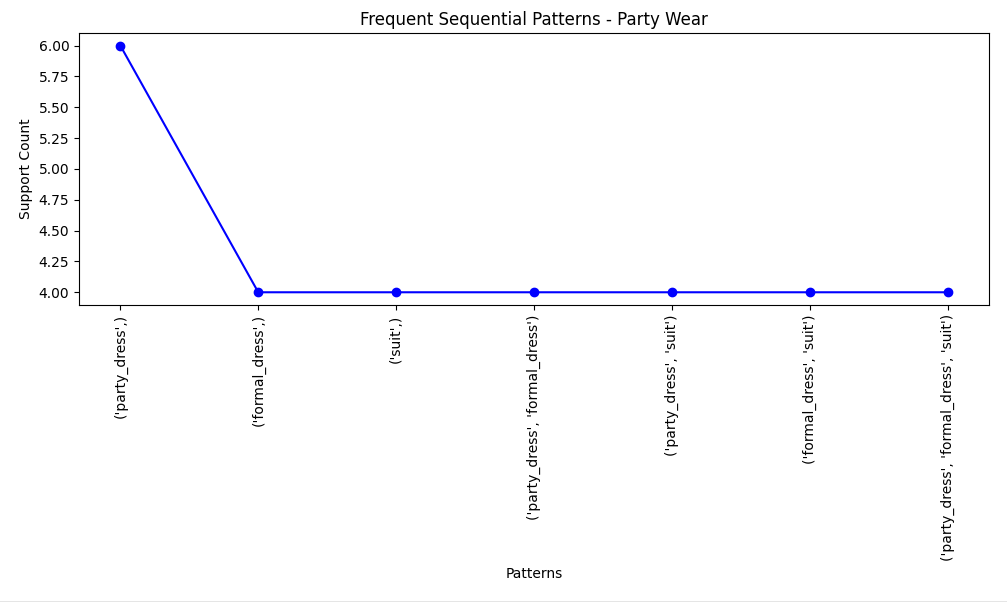 Frequent Sequential Patterns - Party Wear
Support Count
6.00
5.75
5.50
5.25
5.00
4.75
4.50
4.25
4.00
('party_dress',)
('formal_dress',)
('suit',)
('party_dress', 'formal_dress')
('party_dress', 'suit')
('formal_dress', 'suit')
('party_dress', 'formal_dress', 'suit')
Patterns